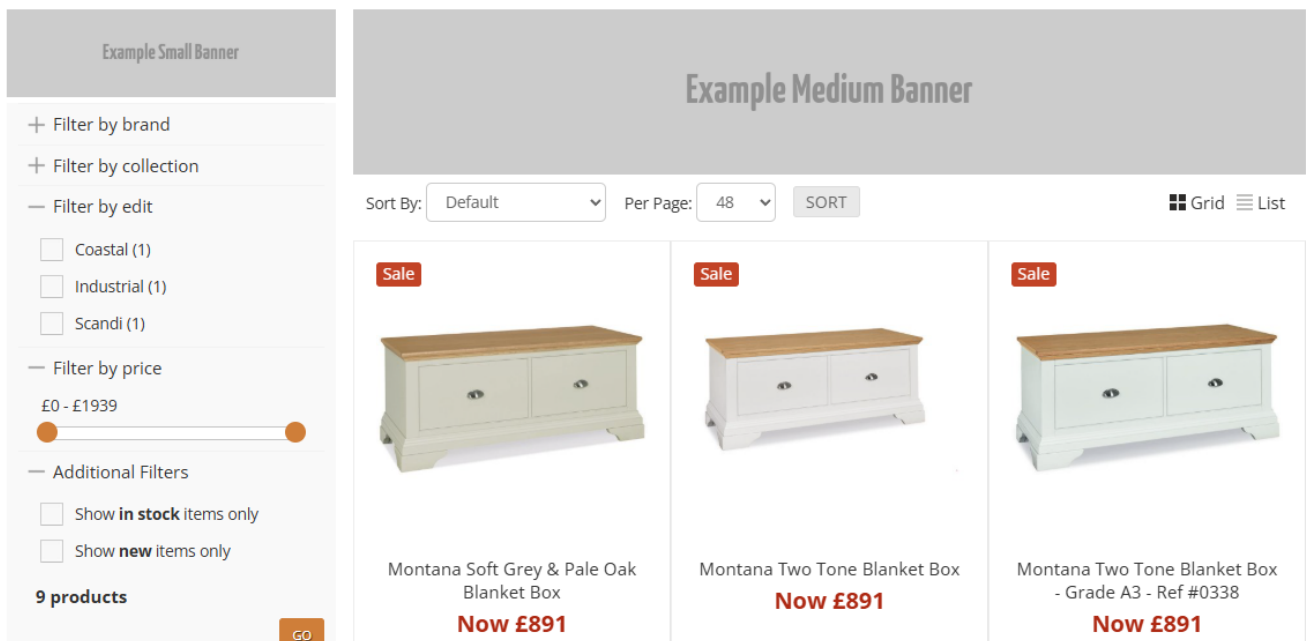 Example Small Banner
Filter by brand
Filter by collection
Filter by edit
Coastal (1)
Industrial (1)
Scandi (1)
Filter by price
£0 - £1939
Additional Filters
Show in stock items only
Show new items only
9 products
GO
Example Medium Banner
Sort By: Default Per Page: 48 SORT Grid List
Sale
Montana Soft Grey & Pale Oak
Blanket Box
Now £891
Sale
Montana Two Tone Blanket Box
Now £891
Sale
Montana Two Tone Blanket Box
- Grade A3 - Ref #0338
Now £891